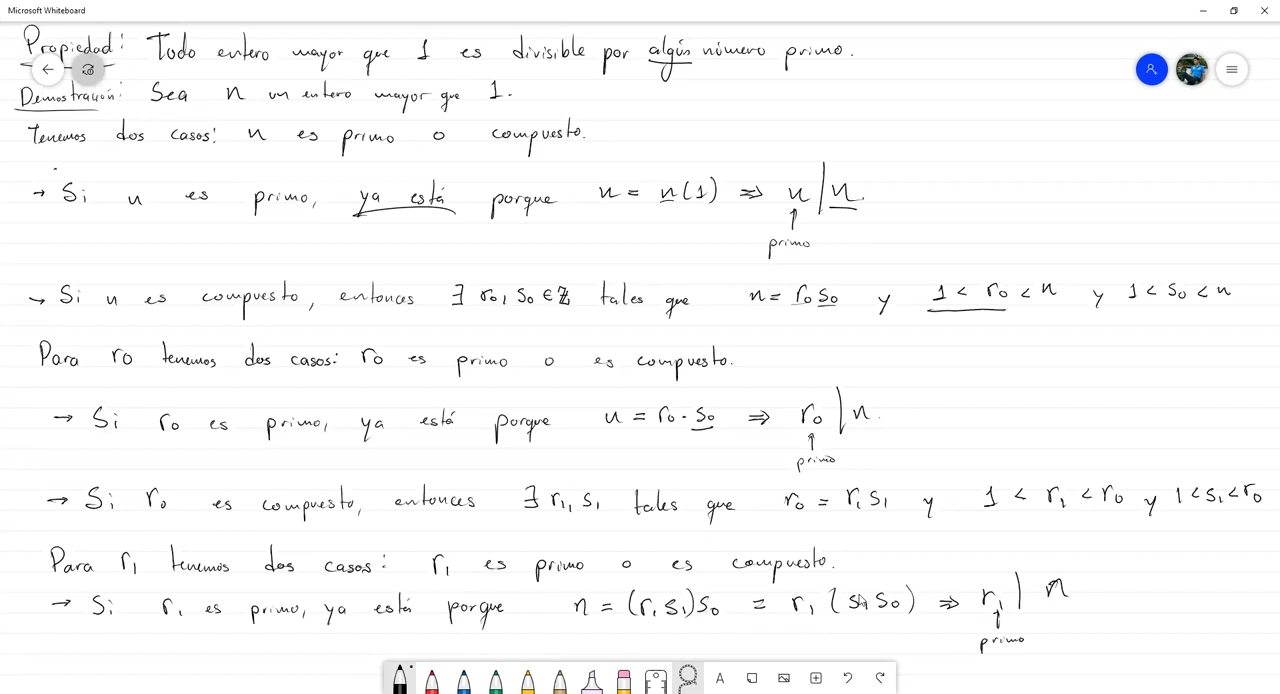 Microsoft Whiteboard
Propiedad: Todo entero mayor que 1 es divisible por algún número primo.
Demostración: Sea n un entero mayor que 1.
Tenemos dos casos: n es primo o compuesto.
→ Si n es primo, ya está porque n = n(1) ⇒ n | n.
↑
primo
→ Si n es compuesto, entonces ∃ r₀, s₀ ∈ ℤ tales que n = r₀s₀ y 1 < r₀ < n y 1 < s₀ < n
Para r₀ tenemos dos casos: r₀ es primo o es compuesto.
→ Si r₀ es primo, ya está porque n = r₀ · s₀ ⇒ r₀ | n.
↑
primo
→ Si r₀ es compuesto, entonces ∃ r₁, s₁ tales que r₀ = r₁s₁ y 1 < r₁ < r₀ y 1 < s₁ < r₀
Para r₁ tenemos dos casos: r₁ es primo o es compuesto.
→ Si r₁ es primo, ya está porque n = (r₁s₁)s₀ = r₁(s₁s₀) ⇒ r₁ | n
↑
primo